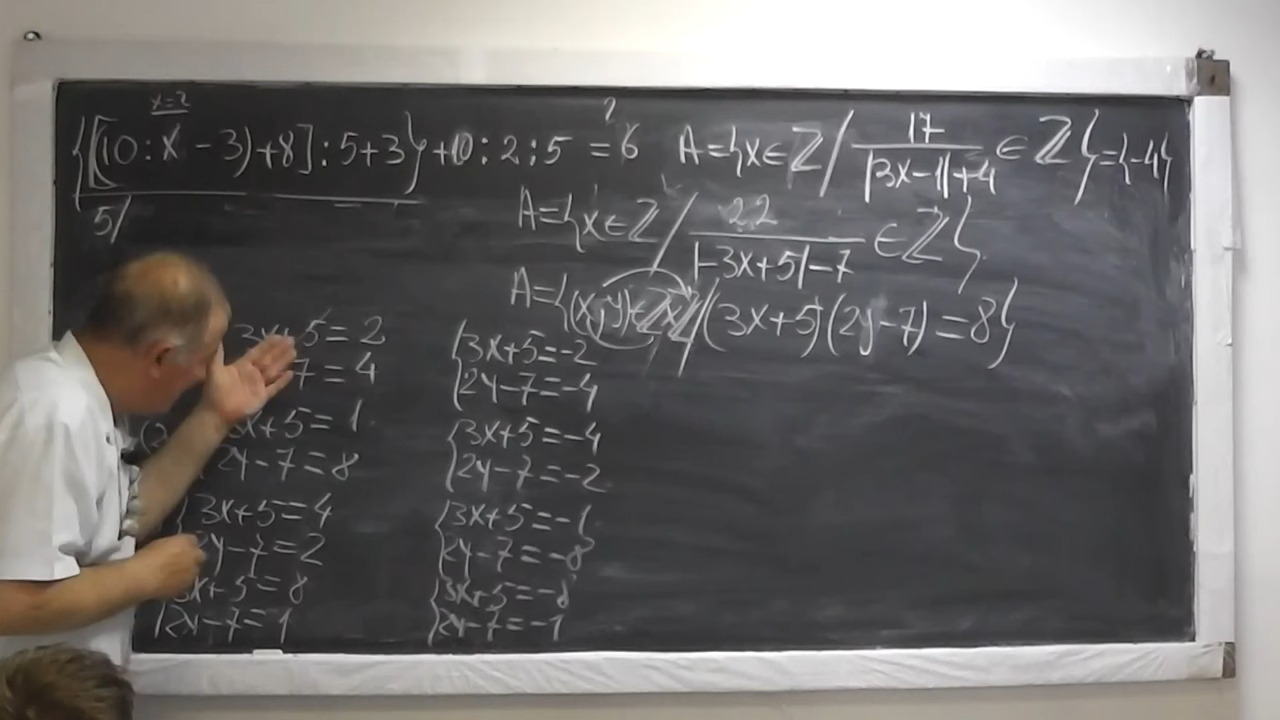 x=2
{[(10:x-3)+8]:5+3}+10:2:5 =? 6
5/
A={x∈Z/ 17/(|3x-1|+4) ∈Z}={-4}
A={x∈Z/ 22/(|-3x+5|-7) ∈Z}
A={(x,y)∈Z×Z/(3x+5)(2y-7)=8}
3x+5=2
7=4
3x+5=1
2y-7=8
{3x+5=4
2y-7=2
3x+5=8
2y-7=1
{3x+5=-2
2y-7=-4
{3x+5=-4
2y-7=-2
{3x+5=-1
2y-7=-8
{3x+5=-8
2y-7=-1